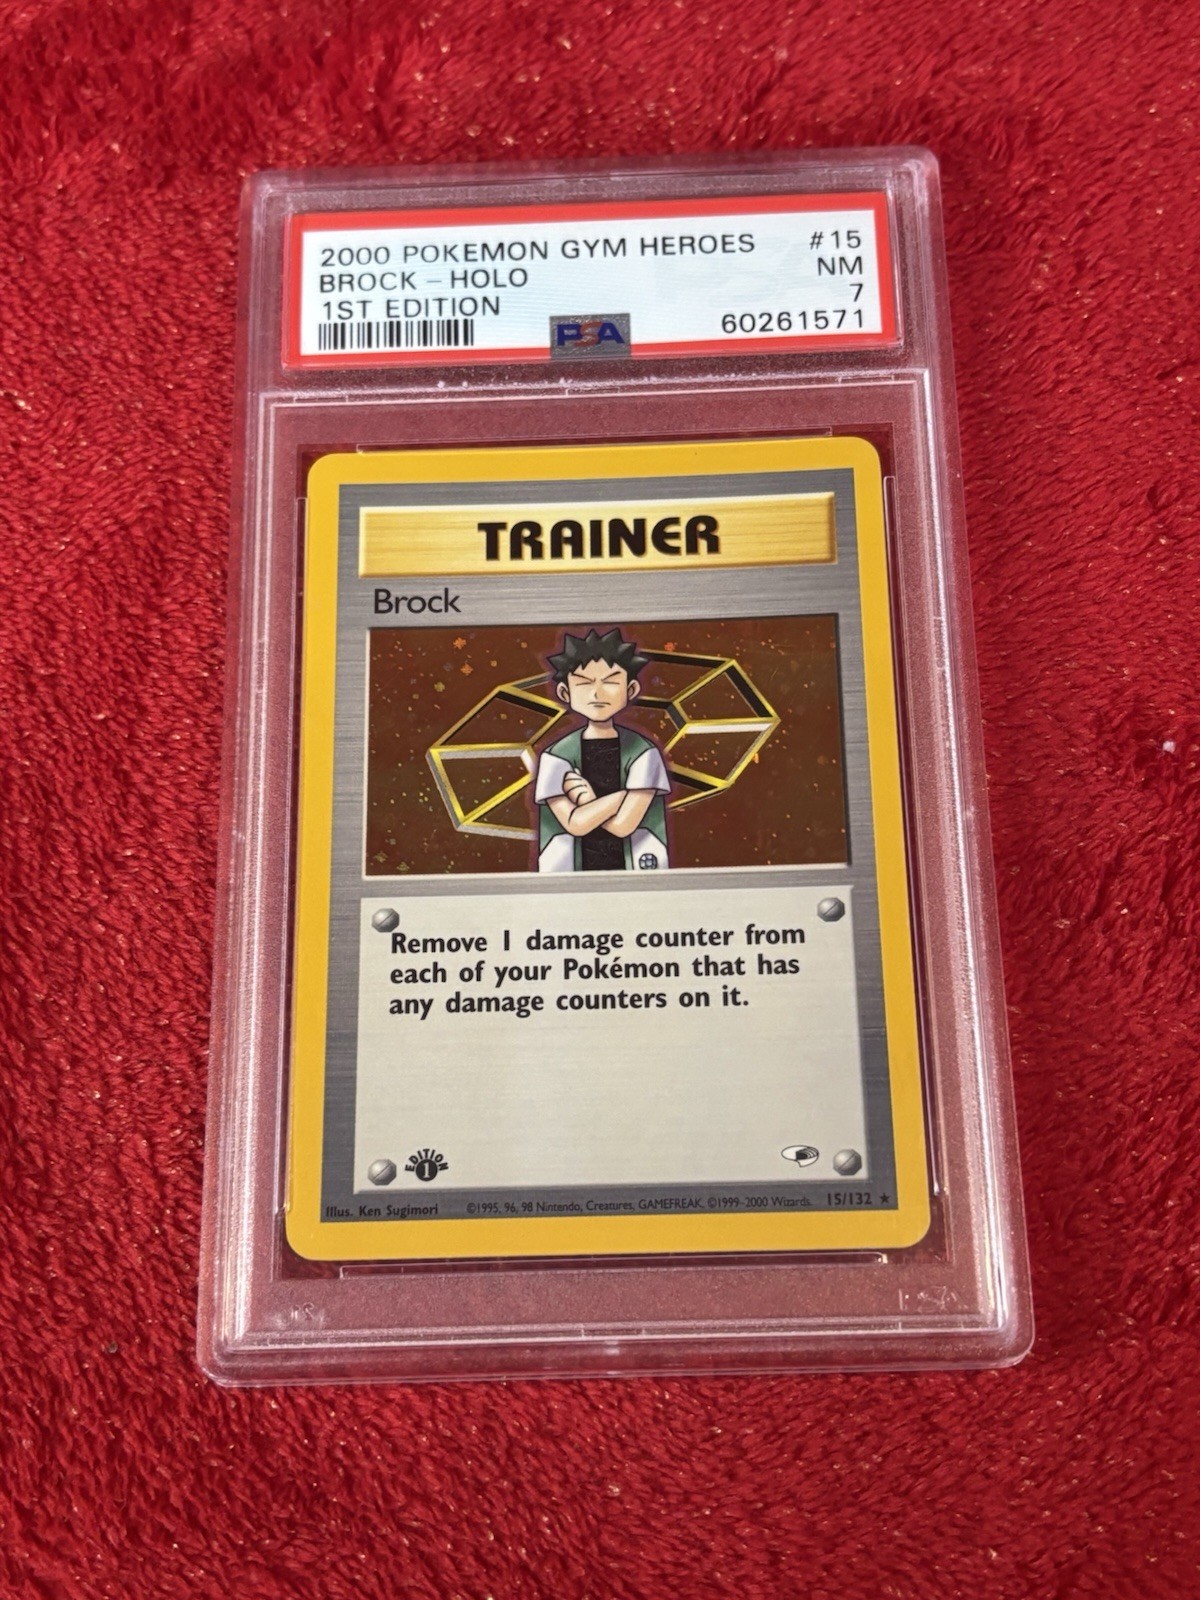 2000 POKEMON GYM HEROES #15
BROCK - HOLO NM
1ST EDITION 7
PSA 60261571
TRAINER
Brock
Remove 1 damage counter from
each of your Pokémon that has
any damage counters on it.
EDITION 1
Illus. Ken Sugimori ©1995, 96, 98 Nintendo, Creatures, GAMEFREAK. ©1999-2000 Wizards. 15/132 ★